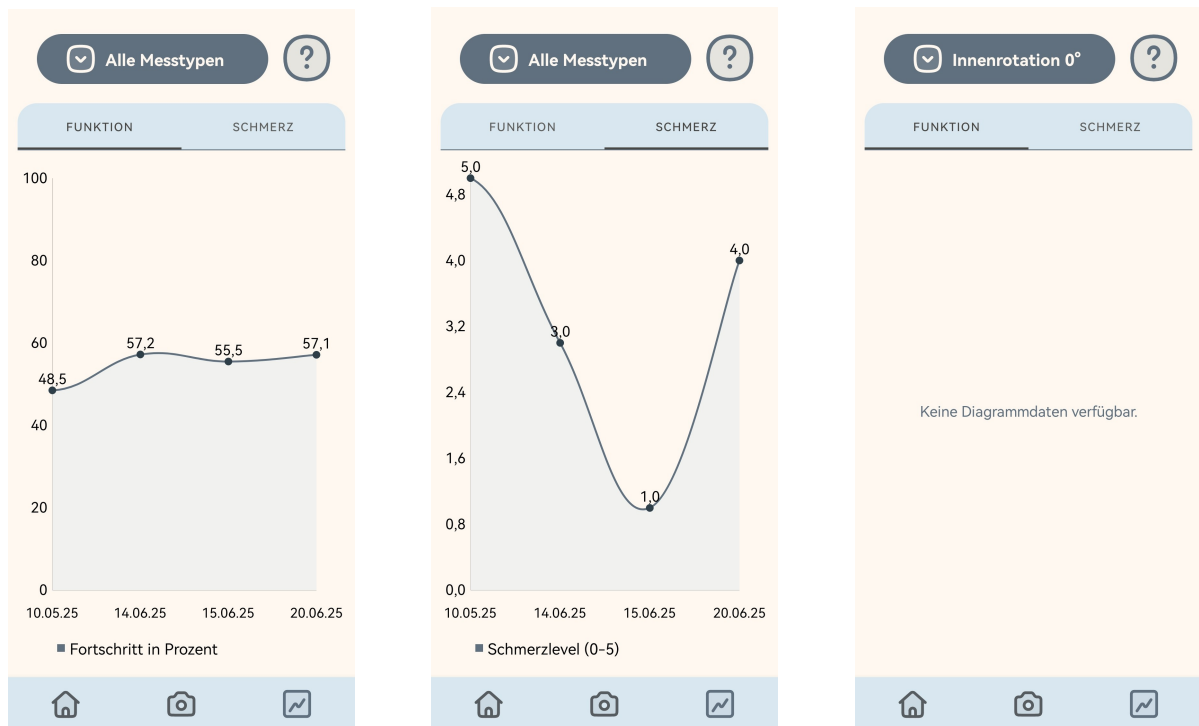 Alle Messtypen
?
FUNKTION SCHMERZ
100
80
60
40
20
0
48,5
57,2
55,5
57,1
10.05.25 14.06.25 15.06.25 20.06.25
Fortschritt in Prozent
Alle Messtypen
?
FUNKTION SCHMERZ
5,0
4,8
4,0
3,2
2,4
1,6
0,8
0,0
3,0
1,0
4,0
10.05.25 14.06.25 15.06.25 20.06.25
Schmerzlevel (0-5)
Innenrotation 0°
?
FUNKTION SCHMERZ
Keine Diagrammdaten verfügbar.